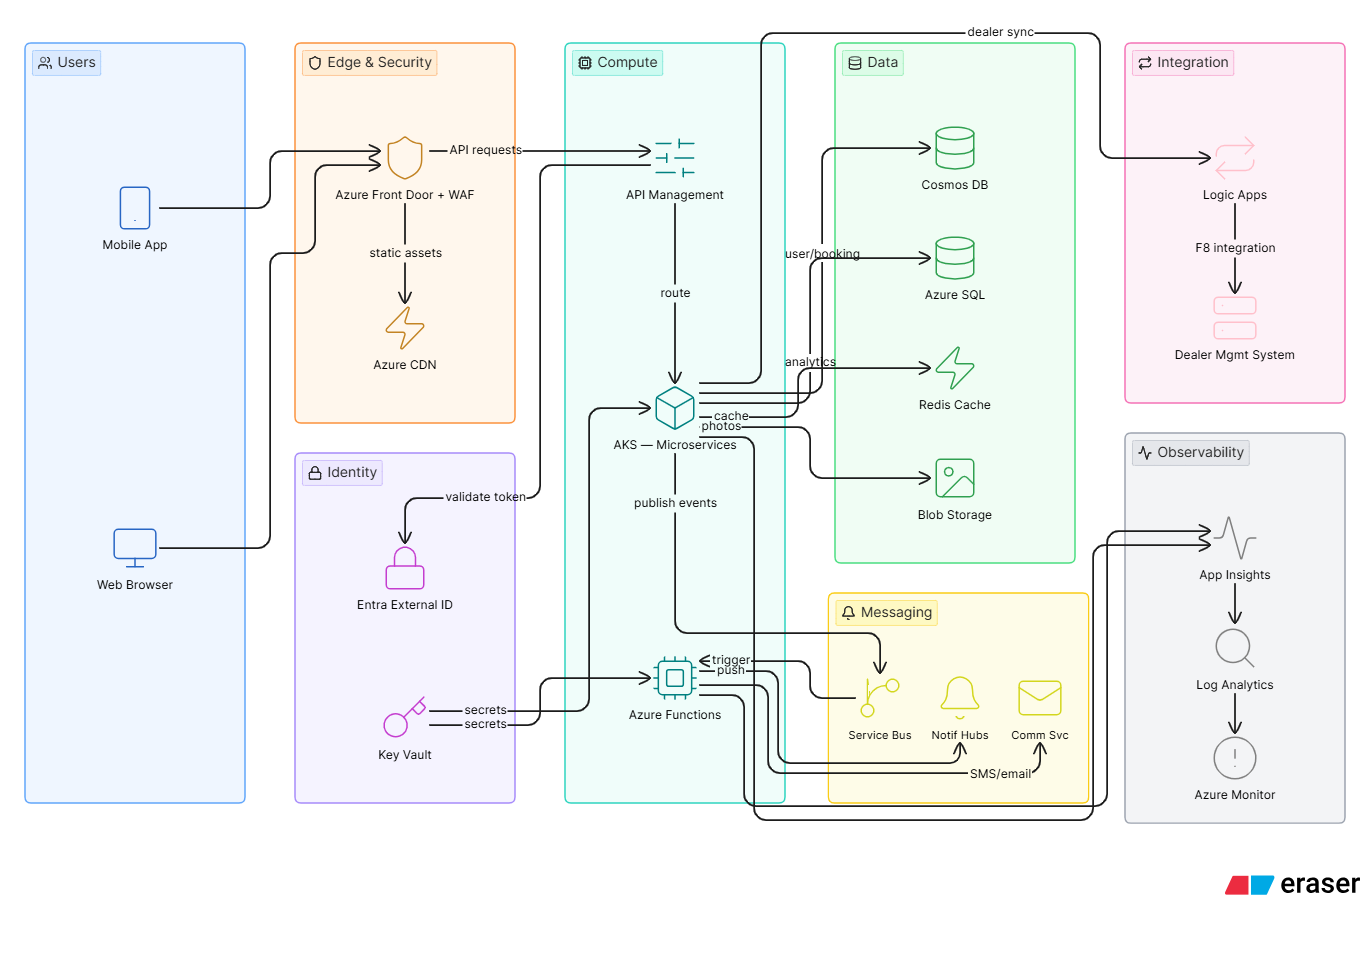 dealer sync
Users
Edge & Security
Compute
Data
Integration
API requests
Azure Front Door + WAF
API Management
Cosmos DB
Logic Apps
Mobile App
static assets
user/booking
F8 integration
route
Azure SQL
Azure CDN
analytics
Dealer Mgmt System
Redis Cache
cache
photos
AKS — Microservices
Identity
Observability
validate token
publish events
Blob Storage
Web Browser
Entra External ID
App Insights
Messaging
trigger
push
Log Analytics
secrets
secrets
Azure Functions
Service Bus
Notif Hubs
Comm Svc
Key Vault
SMS/email
Azure Monitor
eraser